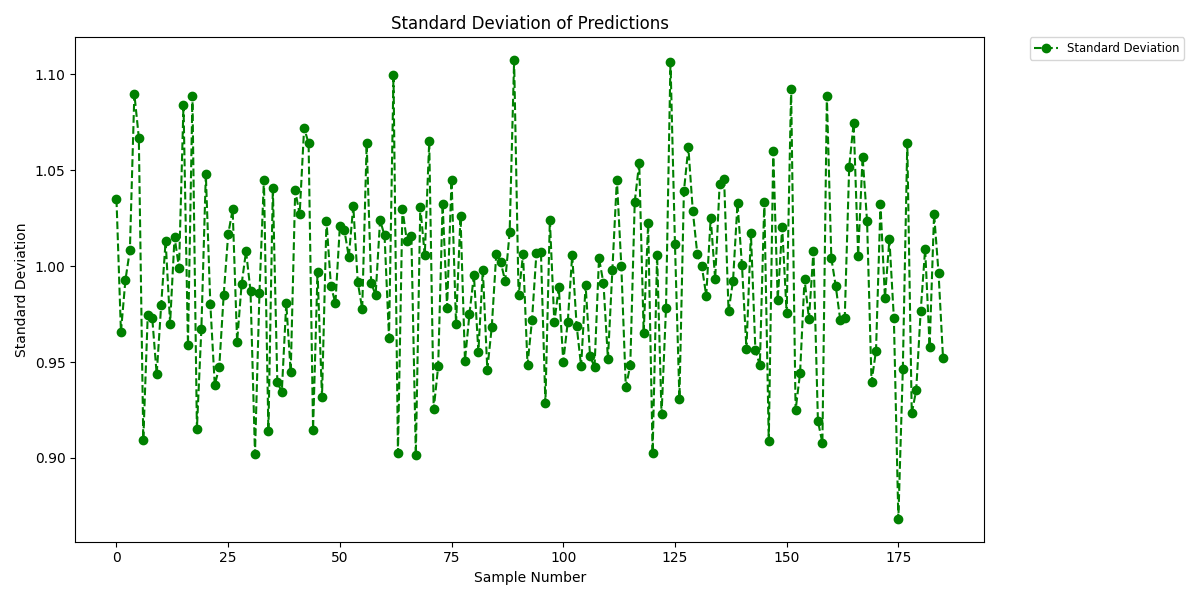 Standard Deviation of Predictions
Standard Deviation
1.10
1.05
1.00
0.95
0.90
Standard Deviation
0 25 50 75 100 125 150 175
Sample Number